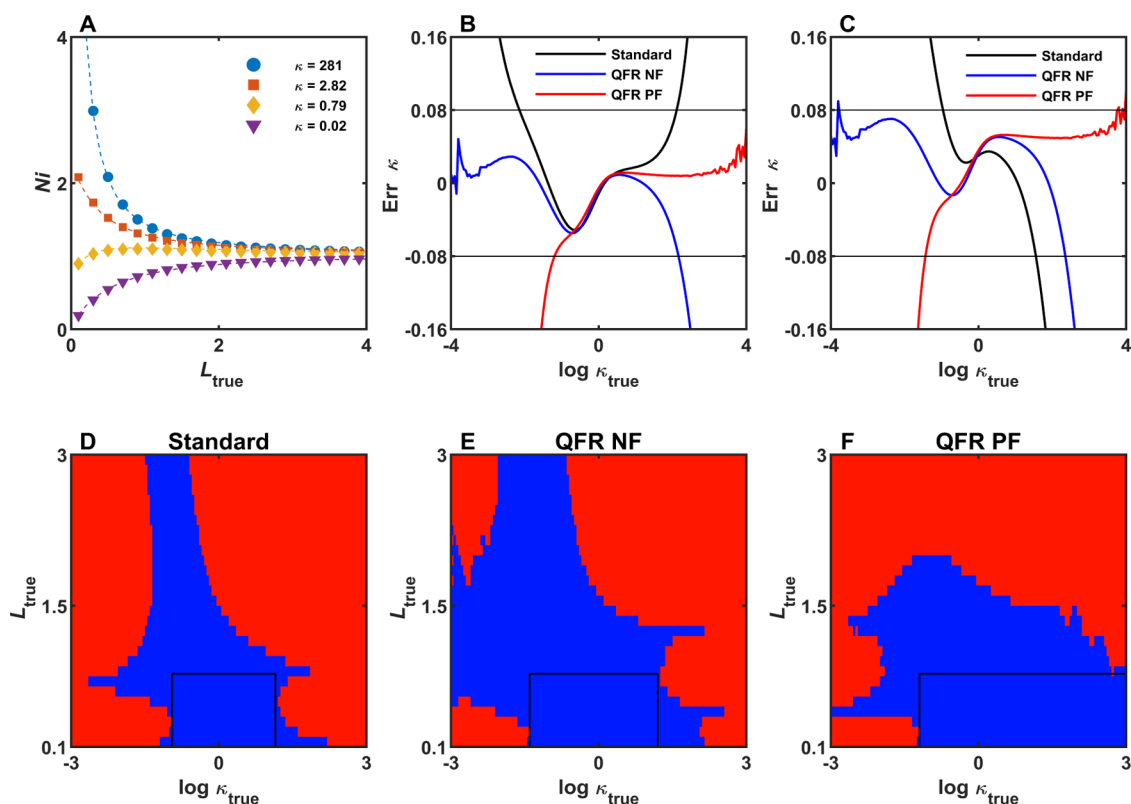 A
4
κ = 281
κ = 2.82
κ = 0.79
κ = 0.02
Ni
2
0
0
2
4
L_true
B
0.16
Standard
QFR NF
QFR PF
0.08
Err κ
0
-0.08
-0.16
-4
0
4
log κ_true
C
0.16
Standard
QFR NF
QFR PF
0.08
Err κ
0
-0.08
-0.16
-4
0
4
log κ_true
D
Standard
3
L_true
1.5
0.1
-3
0
3
log κ_true
E
QFR NF
3
L_true
1.5
0.1
-3
0
3
log κ_true
F
QFR PF
3
L_true
1.5
0.1
-3
0
3
log κ_true